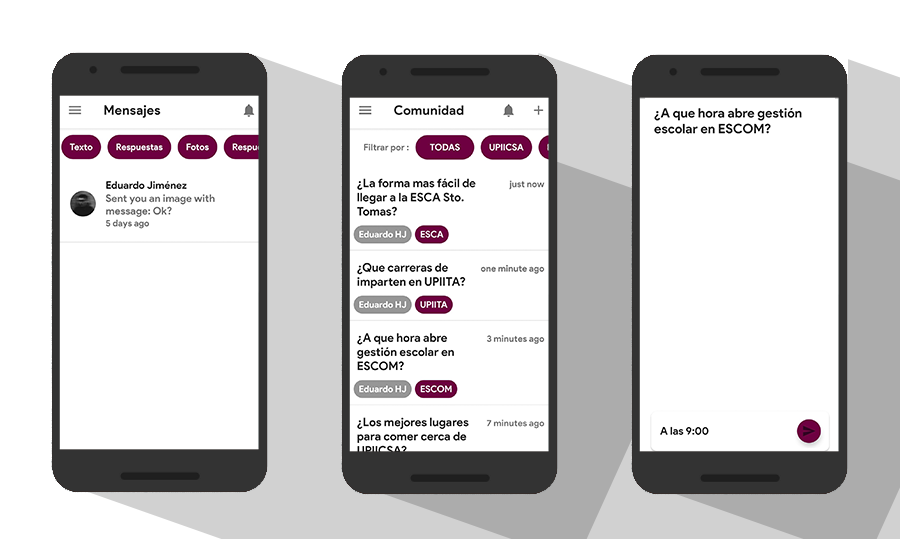 Mensajes
Texto
Respuestas
Fotos
Respu
Eduardo Jiménez
Sent you an image with
message: Ok?
5 days ago
Comunidad
Filtrar por :
TODAS
UPIICSA
¿La forma mas fácil de
llegar a la ESCA Sto.
Tomas?
just now
Eduardo HJ
ESCA
¿Que carreras de
imparten en UPIITA?
one minute ago
Eduardo HJ
UPIITA
¿A que hora abre
gestión escolar en
ESCOM?
3 minutes ago
Eduardo HJ
ESCOM
¿Los mejores lugares
para comer cerca de
UPIICSA?
7 minutes ago
¿A que hora abre gestión
escolar en ESCOM?
A las 9:00